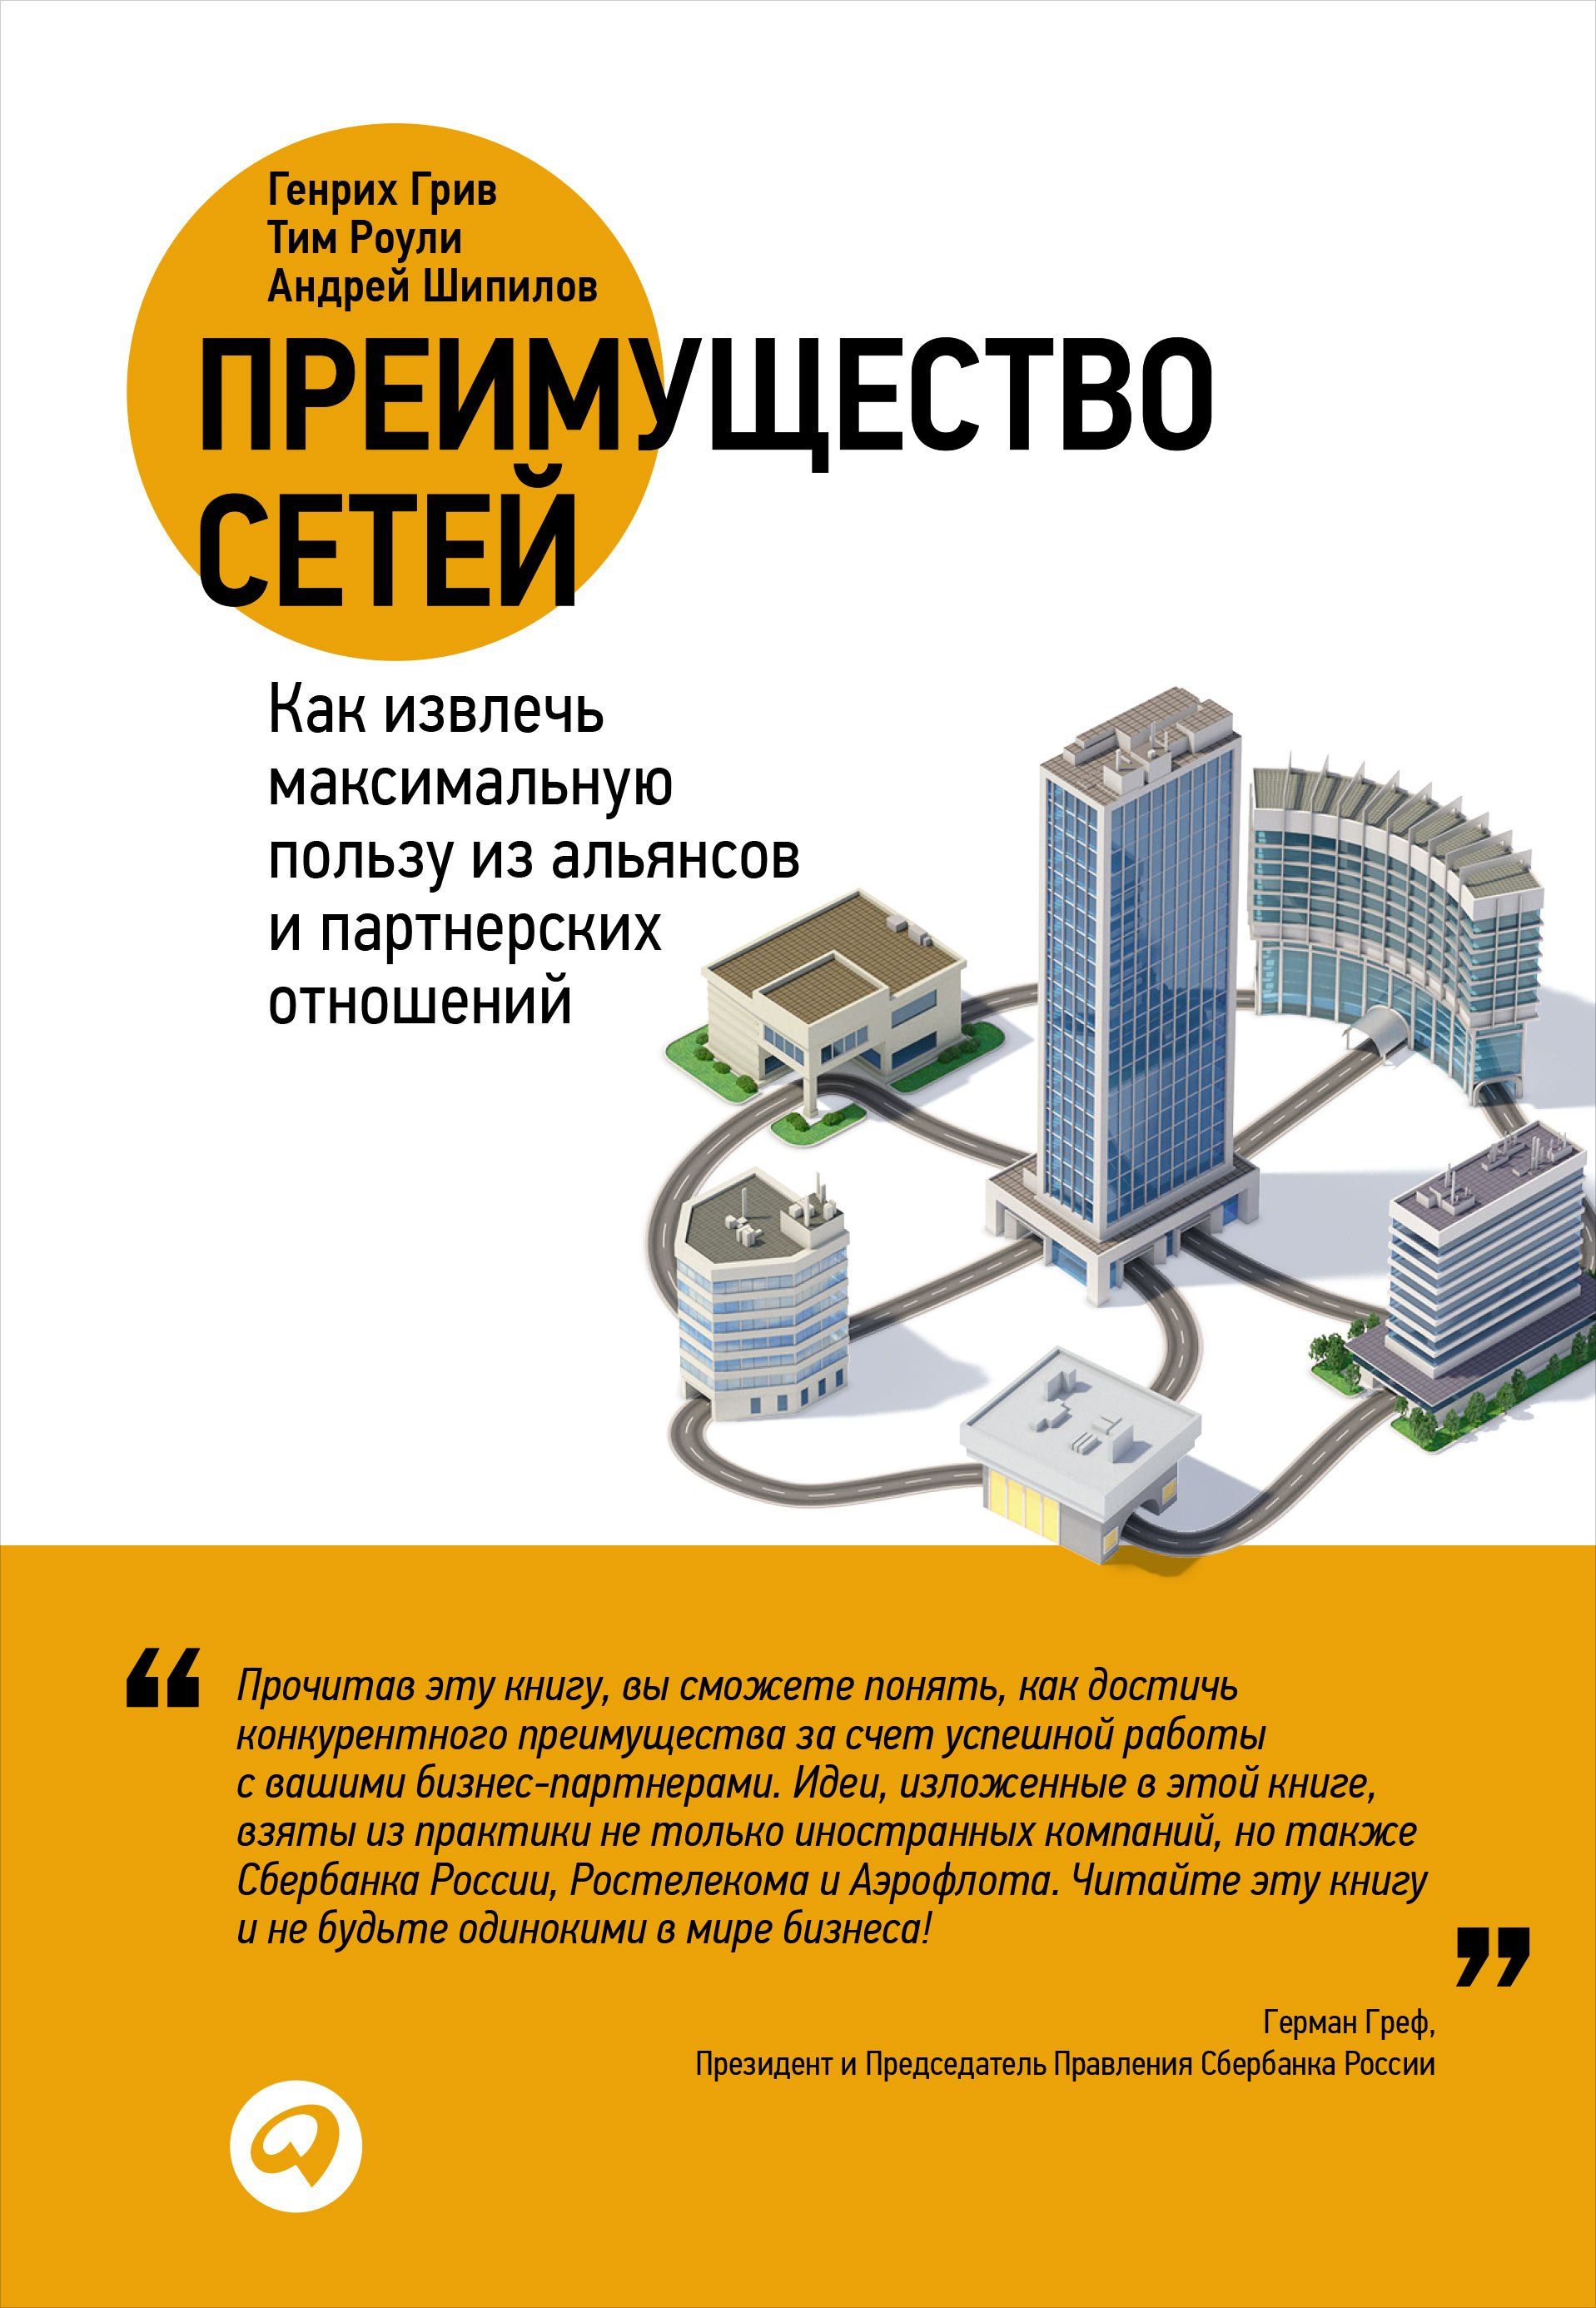 Генрих Грив
Тим Роули
Андрей Шипилов
ПРЕИМУЩЕСТВО
СЕТЕЙ
Как извлечь
максимальную
пользу из альянсов
и партнерских
отношений
“ Прочитав эту книгу, вы сможете понять, как достичь
конкурентного преимущества за счет успешной работы
с вашими бизнес-партнерами. Идеи, изложенные в этой книге,
взяты из практики не только иностранных компаний, но также
Сбербанка России, Ростелекома и Аэрофлота. Читайте эту книгу
и не будьте одинокими в мире бизнеса! ”
Герман Греф,
Президент и Председатель Правления Сбербанка России